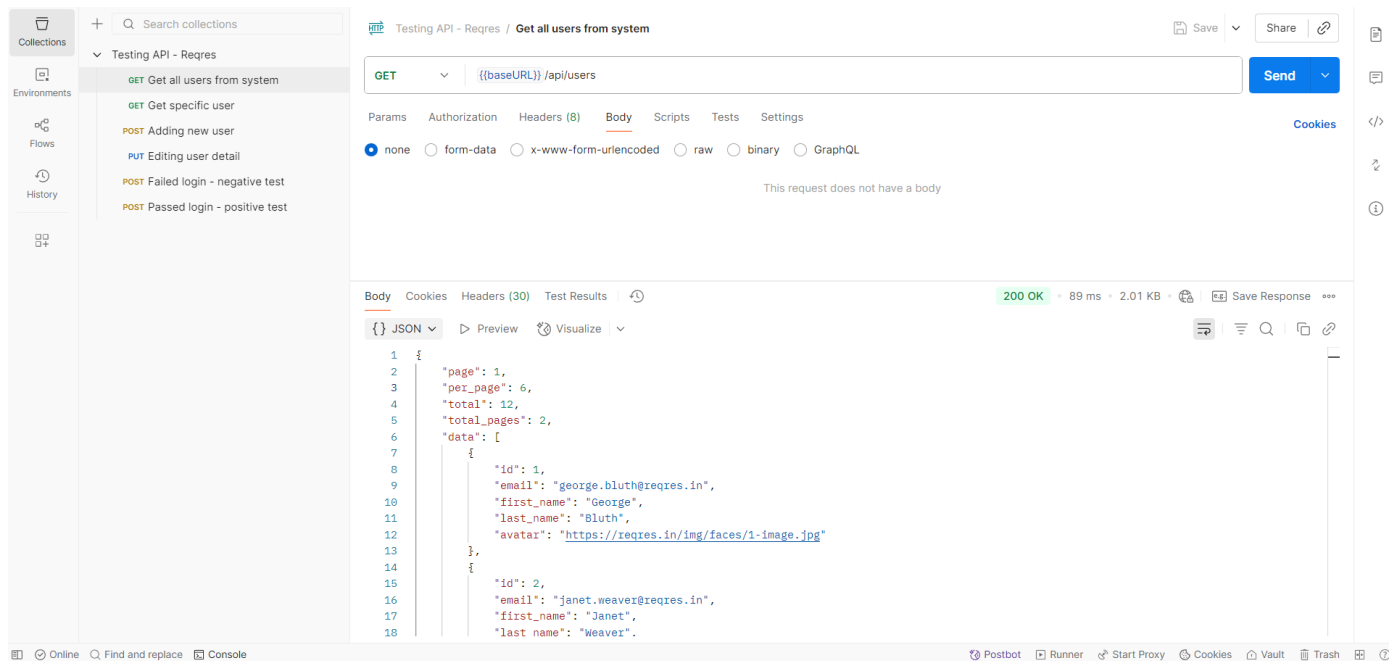 Collections
Environments
Flows
History
Search collections
Testing API - Reqres
GET Get all users from system
GET Get specific user
POST Adding new user
PUT Editing user detail
POST Failed login - negative test
POST Passed login - positive test
HTTP Testing API - Reqres / Get all users from system
Save Share
GET {{baseURL}} /api/users Send
Params Authorization Headers (8) Body Scripts Tests Settings Cookies
none form-data x-www-form-urlencoded raw binary GraphQL
This request does not have a body
Body Cookies Headers (30) Test Results 200 OK • 89 ms • 2.01 KB • e.g. Save Response
{} JSON Preview Visualize
1 {
2 "page": 1,
3 "per_page": 6,
4 "total": 12,
5 "total_pages": 2,
6 "data": [
7 {
8 "id": 1,
9 "email": "george.bluth@reqres.in",
10 "first_name": "George",
11 "last_name": "Bluth",
12 "avatar": "https://reqres.in/img/faces/1-image.jpg"
13 },
14 {
15 "id": 2,
16 "email": "janet.weaver@reqres.in",
17 "first_name": "Janet",
18 "last_name": "Weaver",
Online Find and replace Console Postbot Runner Start Proxy Cookies Vault Trash